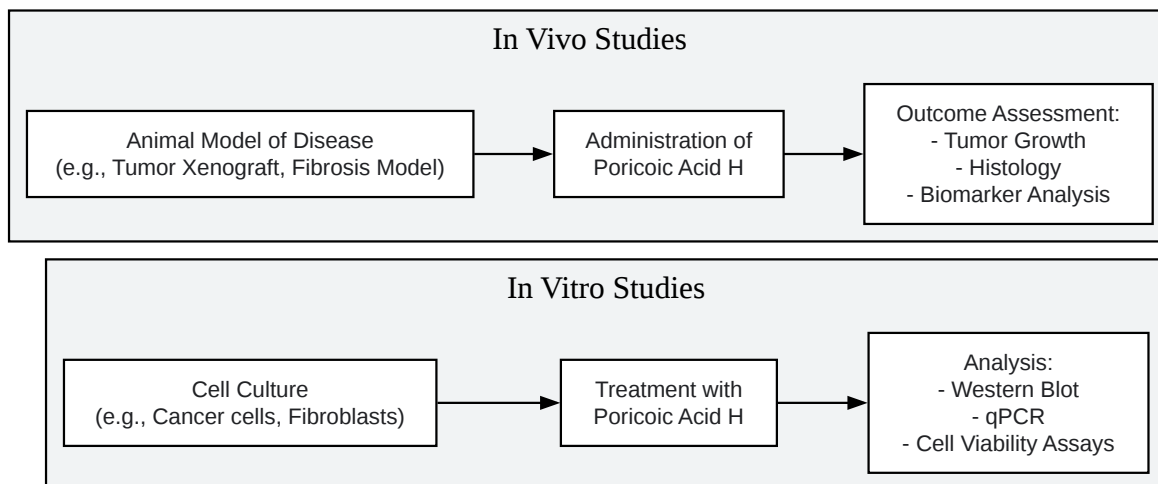 In Vivo Studies
Animal Model of Disease
(e.g., Tumor Xenograft, Fibrosis Model)
Administration of
Poricoic Acid H
Outcome Assessment:
- Tumor Growth
- Histology
- Biomarker Analysis
In Vitro Studies
Cell Culture
(e.g., Cancer cells, Fibroblasts)
Treatment with
Poricoic Acid H
Analysis:
- Western Blot
- qPCR
- Cell Viability Assays